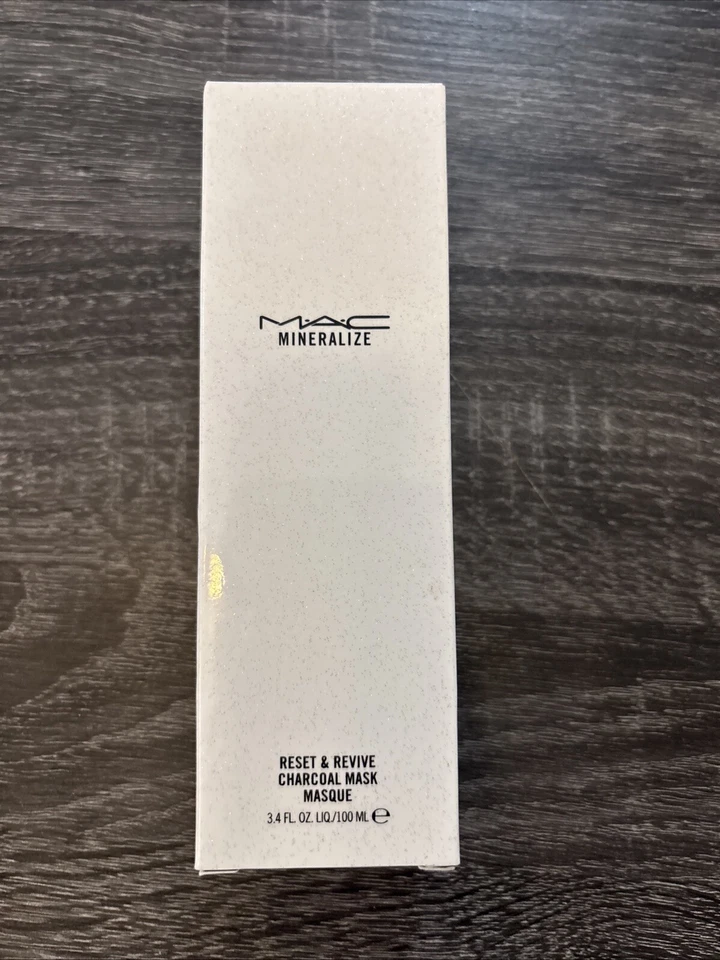 M·A·C
MINERALIZE
RESET & REVIVE
CHARCOAL MASK
MASQUE
3.4 FL. OZ. LIQ./100 ML ℮